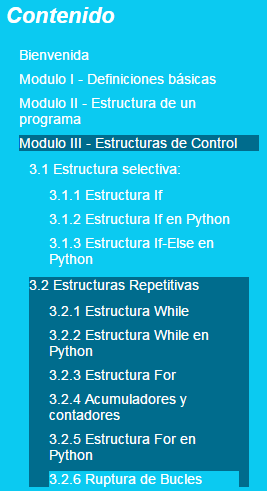 Contenido
Bienvenida
Modulo I - Definiciones básicas
Modulo II - Estructura de un
programa
Modulo III - Estructuras de Control
3.1 Estructura selectiva:
3.1.1 Estructura If
3.1.2 Estructura If en Python
3.1.3 Estructura If-Else en
Python
3.2 Estructuras Repetitivas
3.2.1 Estructura While
3.2.2 Estructura While en
Python
3.2.3 Estructura For
3.2.4 Acumuladores y
contadores
3.2.5 Estructura For en
Python
3.2.6 Ruptura de Bucles